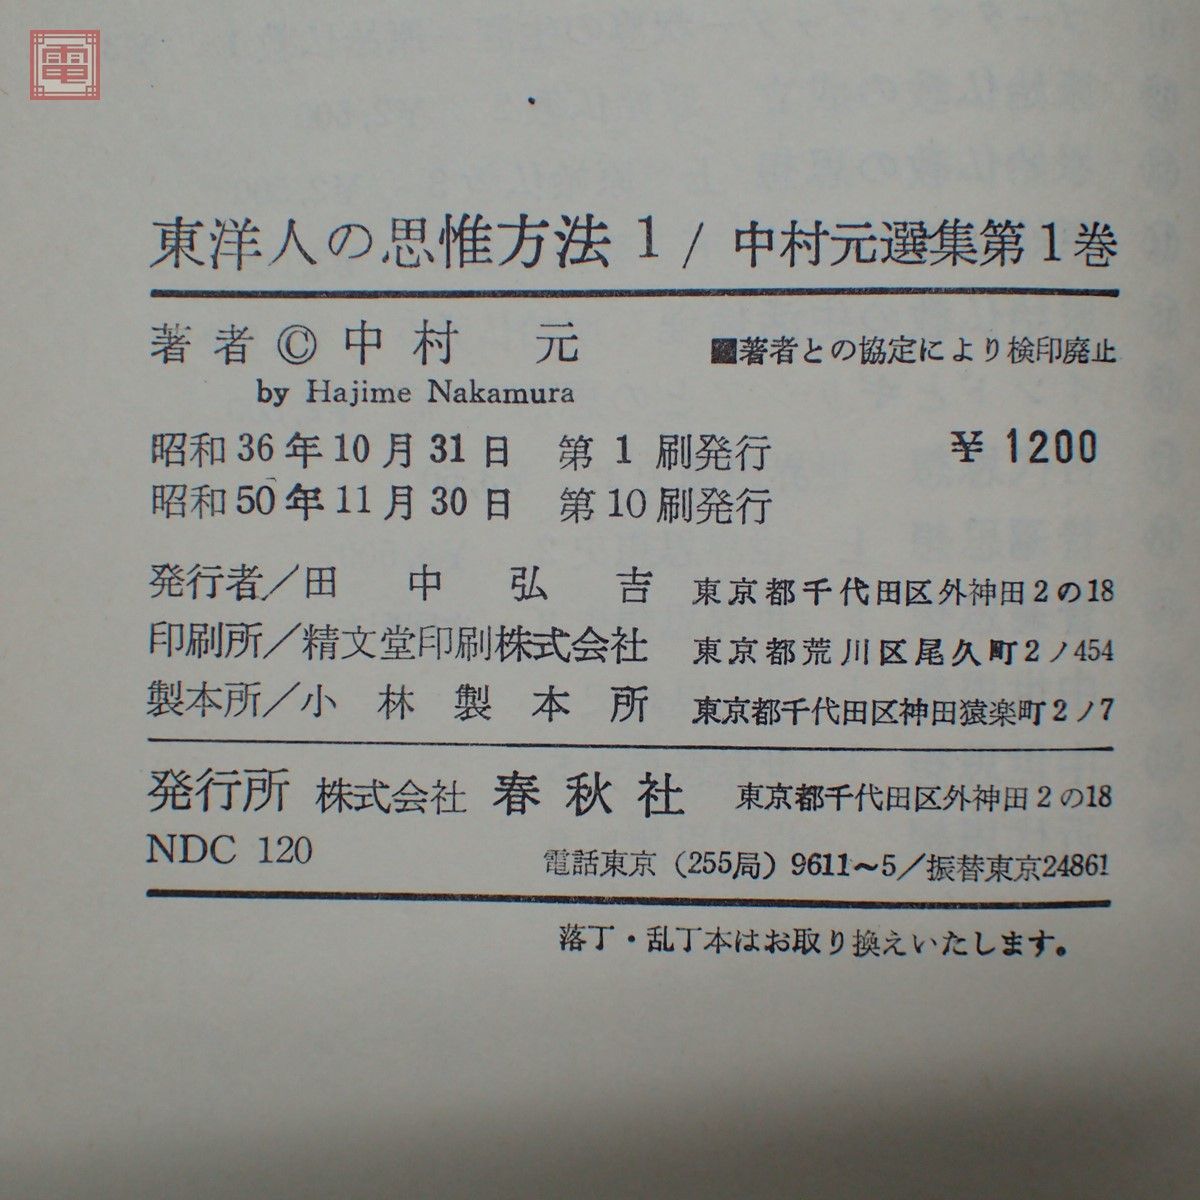 電
東洋人の思惟方法 1 / 中村元選集第1巻
著者 © 中村 元 ■著者との協定により検印廃止
by Hajime Nakamura
昭和 36 年 10 月 31 日 第 1 刷発行 ¥ 1200
昭和 50 年 11 月 30 日 第 10 刷発行
発行者/田中弘吉 東京都千代田区外神田2の18
印刷所/精文堂印刷株式会社 東京都荒川区尾久町2ノ454
製本所/小林製本所 東京都千代田区神田猿楽町2ノ7
発行所 株式会社 春秋社 東京都千代田区外神田2の18
NDC 120 電話東京(255局)9611~5/振替東京24861
落丁・乱丁本はお取り換えいたします。